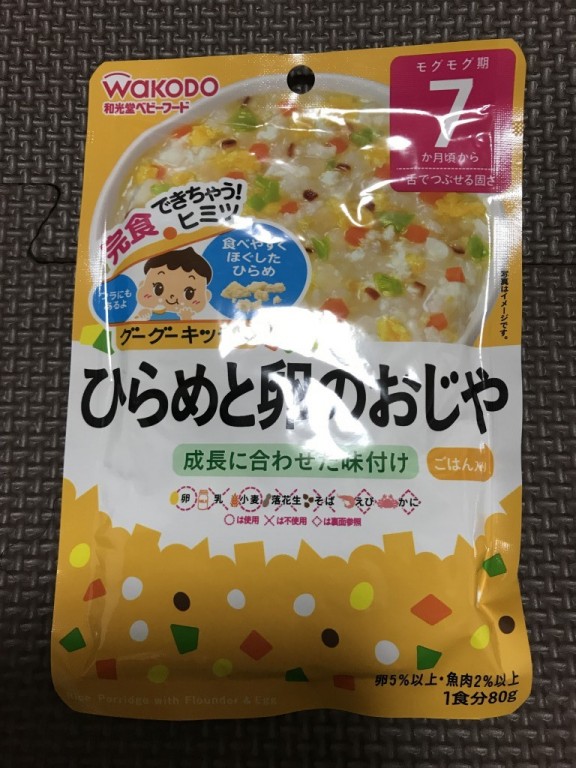 WAKODO
和光堂ベビーフード
モグモグ期
7
か月頃から
舌でつぶせる固さ
完食できちゃう!
ヒミツ
食べやすく
ほぐした
ひらめ
ウラにも
あるよ
写真はイメージです。
グーグーキッチン
ひらめと卵のおじや
成長に合わせた味付け
ごはん入り
卵 乳 小麦 落花生 そば えび かに
○は使用 ×は不使用 ◇は裏面参照
卵5%以上・魚肉2%以上
1食分80g
Rice Porridge with Flounder & Egg